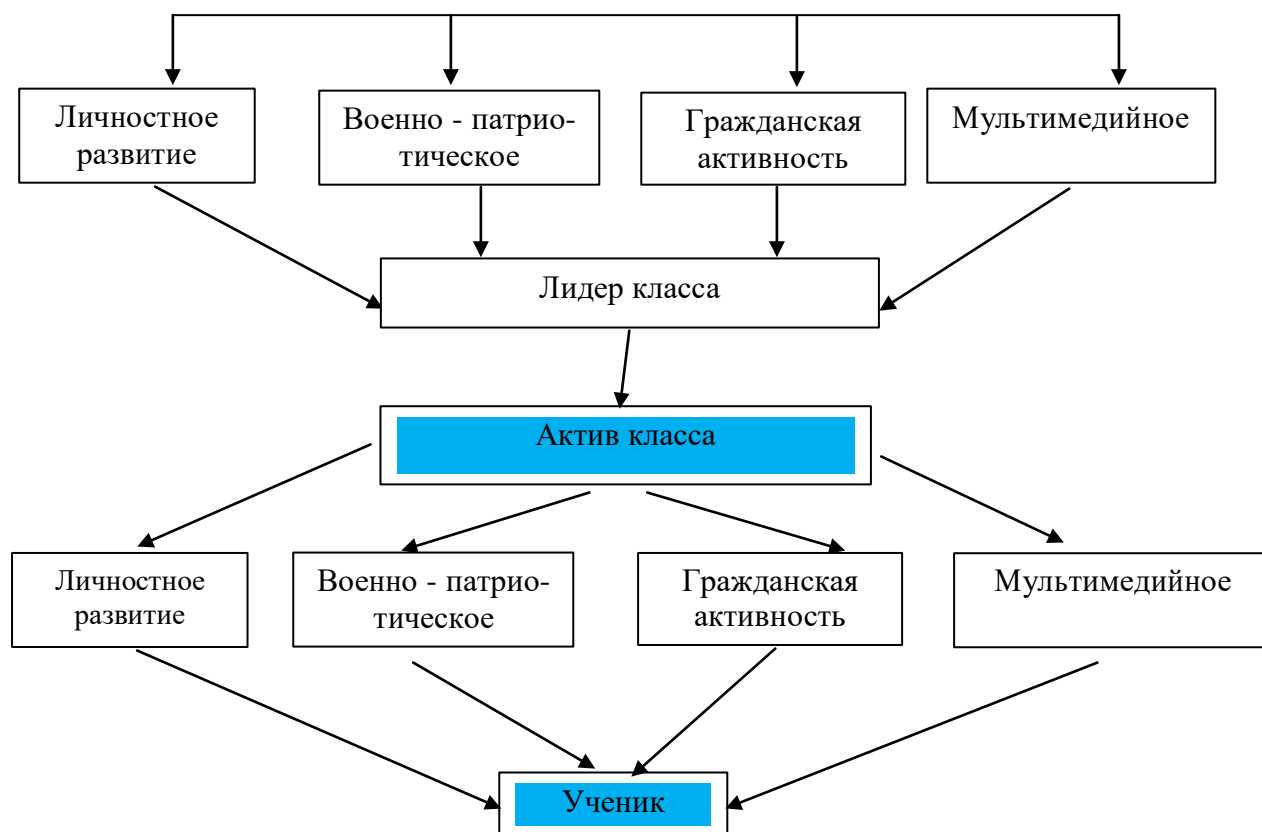 Личностное
развитие
Военно - патрио-
тическое
Гражданская
активность
Мультимедийное
Лидер класса
Актив класса
Личностное
развитие
Военно - патрио-
тическое
Гражданская
активность
Мультимедийное
Ученик